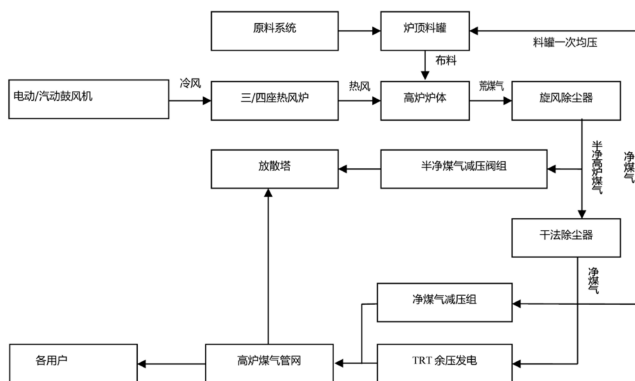 原料系统
炉顶料罐
料罐一次均压
布料
电动/汽动鼓风机
冷风
三/四座热风炉
热风
高炉炉体
荒煤气
旋风除尘器
放散塔
半净煤气减压阀组
半净高炉煤气
净煤气
干法除尘器
净煤气
净煤气减压组
各用户
高炉煤气管网
TRT 余压发电